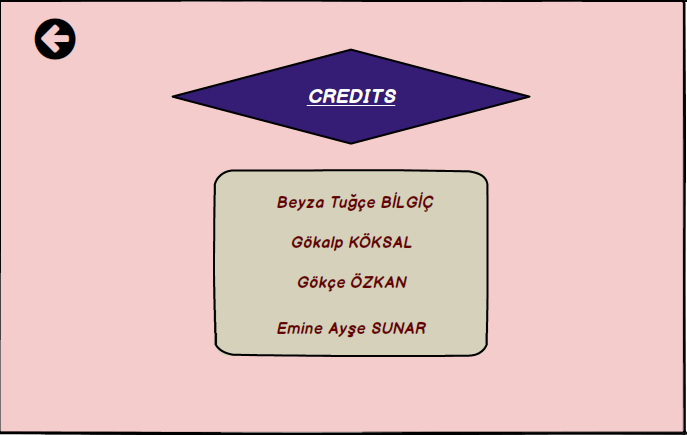 CREDITS
Beyza Tuğçe BİLGİÇ
Gökalp KÖKSAL
Gökçe ÖZKAN
Emine Ayşe SUNAR